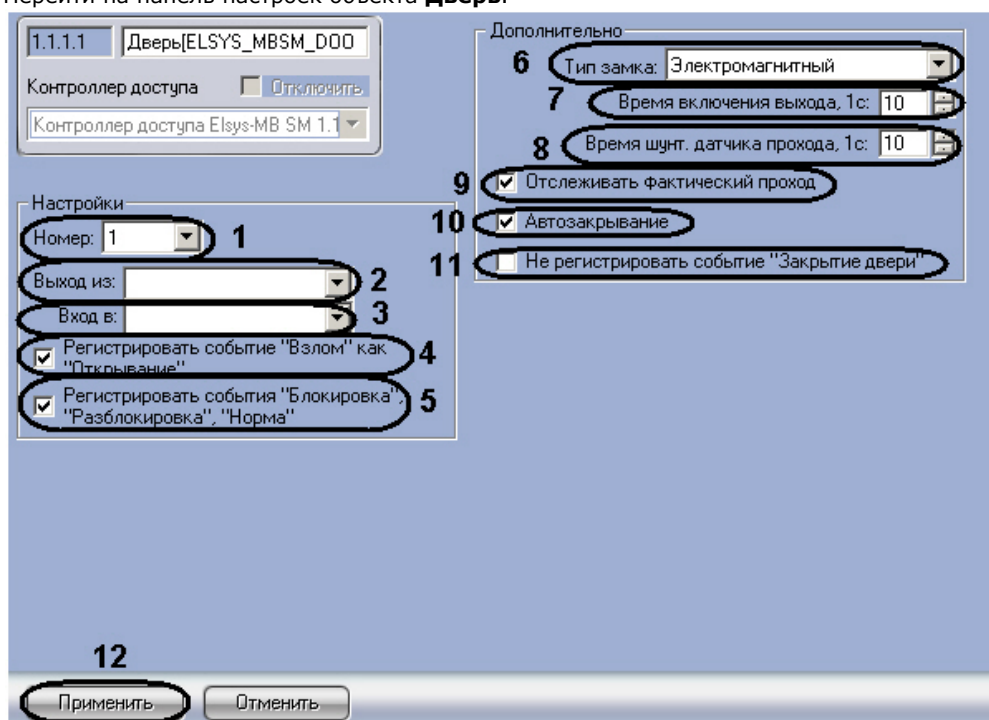 Перейти на панель настроек объекта Дверь.
1.1.1.1 Дверь[ELSYS_MBSM_DOO
Контроллер доступа Отключить
Контроллер доступа Elsys-MB SM 1.1
Настройки
Номер: 1 1
Выход из: 2
Вход в: 3
Регистрировать событие "Взлом" как
"Открывание" 4
Регистрировать события "Блокировка",
"Разблокировка", "Норма" 5
Дополнительно
6 Тип замка: Электромагнитный
7 Время включения выхода, 1с: 10
8 Время шунт. датчика прохода, 1с: 10
9 Отслеживать фактический проход
10 Автозакрывание
11 Не регистрировать событие "Закрытие двери"
12
Применить Отменить